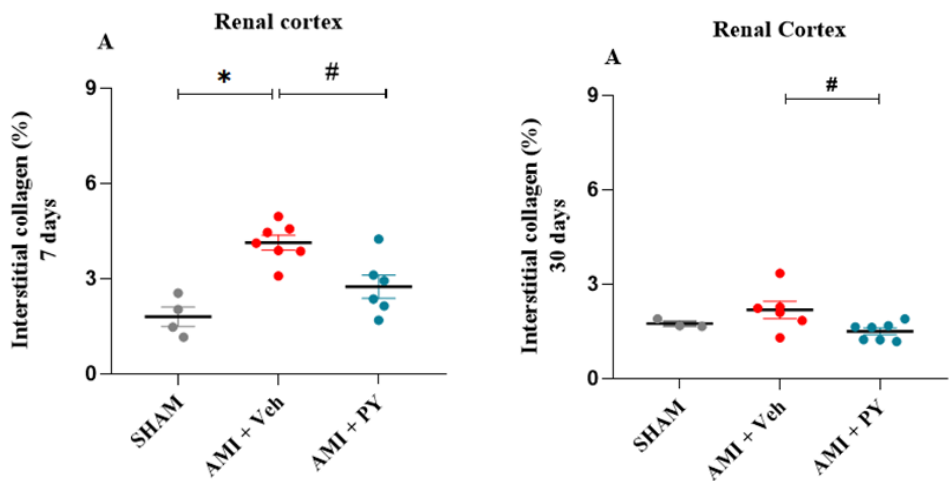 Renal cortex
A
*
#
9
6
3
0
Interstitial collagen (%)
7 days
SHAM
AMI + Veh
AMI + PY
Renal Cortex
A
#
9
6
3
0
Interstitial collagen (%)
30 days
SHAM
AMI + Veh
AMI + PY